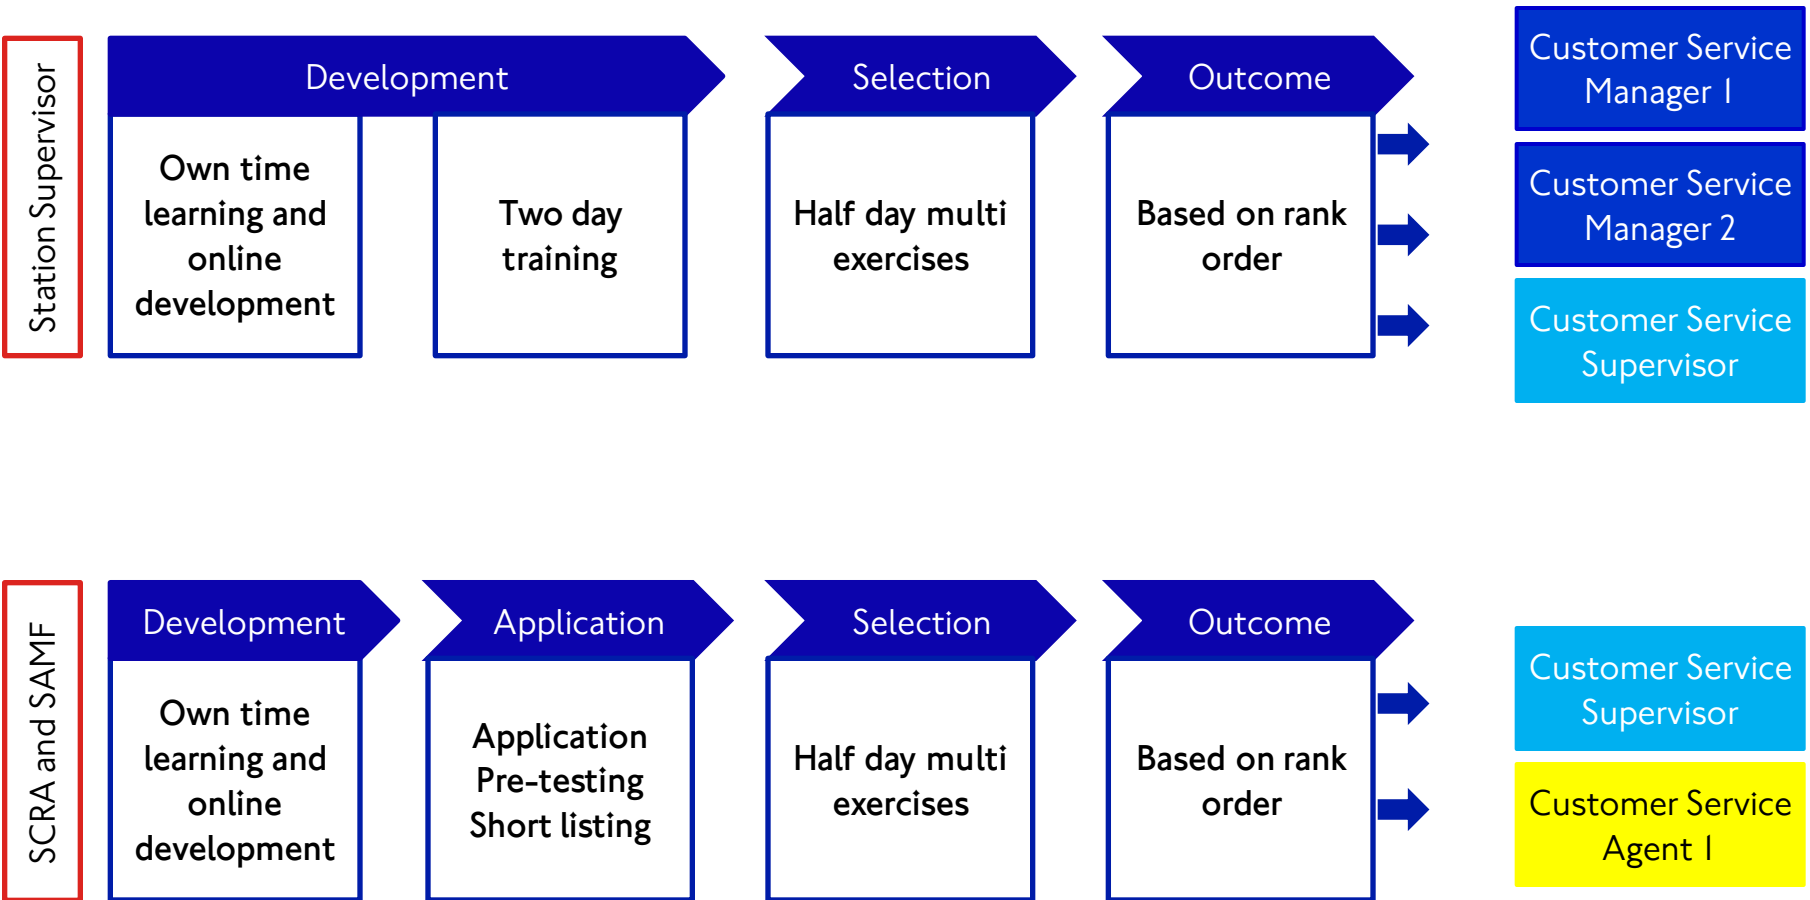 Station Supervisor
Development
Selection
Outcome
Own time
learning and
online
development
Two day
training
Half day multi
exercises
Based on rank
order
Customer Service
Manager 1
Customer Service
Manager 2
Customer Service
Supervisor
SCRA and SAMF
Development
Application
Selection
Outcome
Own time
learning and
online
development
Application
Pre-testing
Short listing
Half day multi
exercises
Based on rank
order
Customer Service
Supervisor
Customer Service
Agent 1